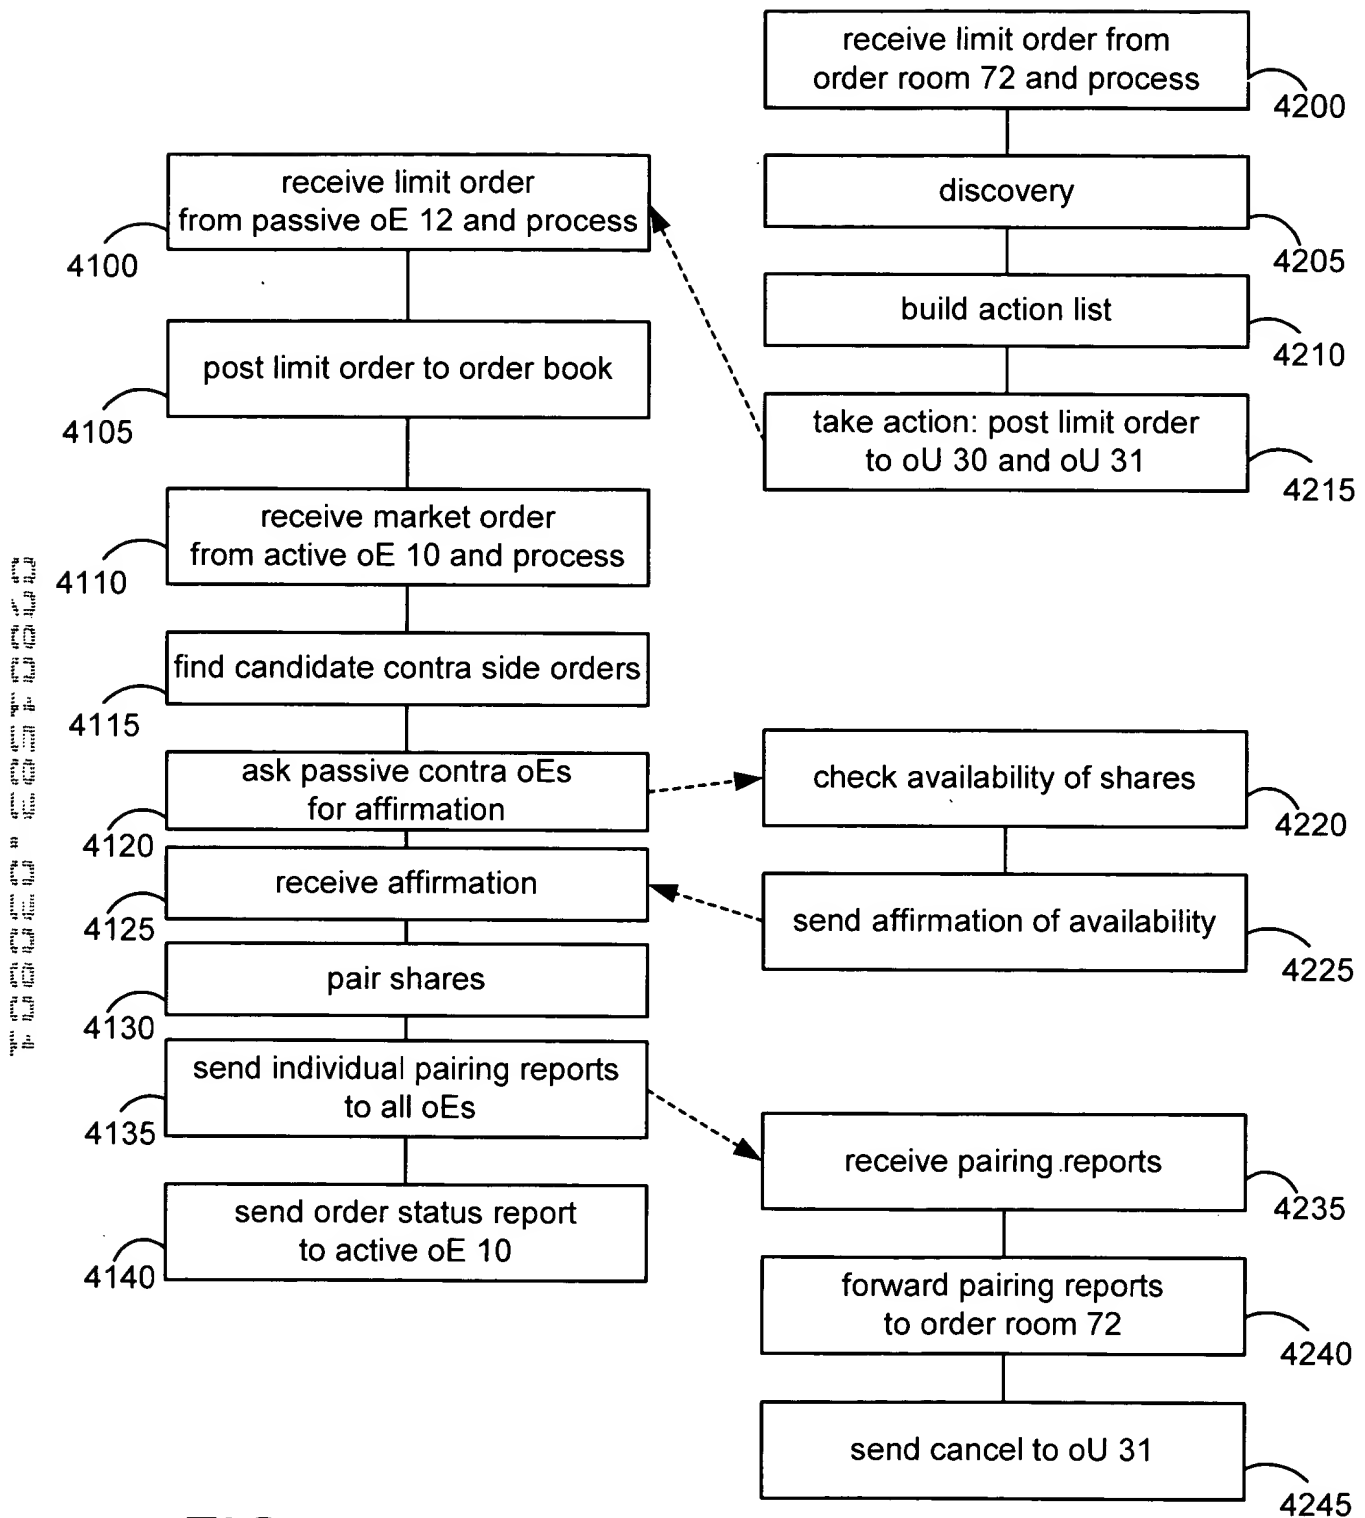 receive limit order from
order room 72 and process
4200
discovery
4205
build action list
4210
take action: post limit order
to oU 30 and oU 31
4215
receive limit order
from passive oE 12 and process
4100
post limit order to order book
4105
receive market order
from active oE 10 and process
4110
find candidate contra side orders
4115
ask passive contra oEs
for affirmation
4120
check availability of shares
4220
receive affirmation
4125
send affirmation of availability
4225
pair shares
4130
send individual pairing reports
to all oEs
4135
receive pairing reports
4235
send order status report
to active oE 10
4140
forward pairing reports
to order room 72
4240
send cancel to oU 31
4245